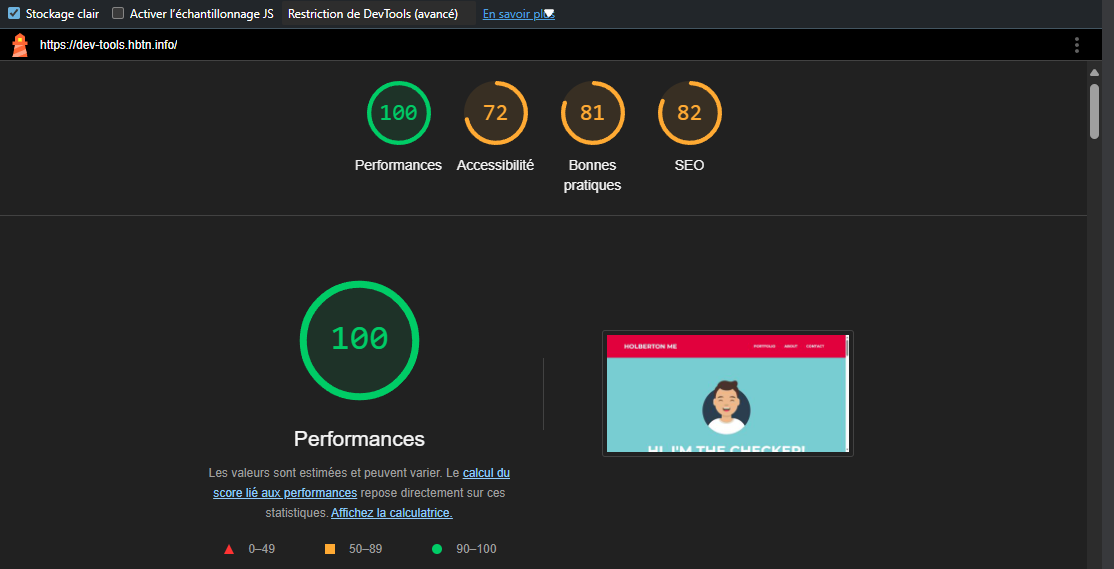 Stockage clair Activer l'échantillonnage JS Restriction de DevTools (avancé) En savoir plus
https://dev-tools.hbtn.info/
100 72 81 82
Performances Accessibilité Bonnes pratiques SEO
100
Performances
Les valeurs sont estimées et peuvent varier. Le calcul du
score lié aux performances repose directement sur ces
statistiques. Affichez la calculatrice.
0–49 50–89 90–100
HOLBERTON ME PORTFOLIO ABOUT CONTACT
HI, I'M THE CHECKER!